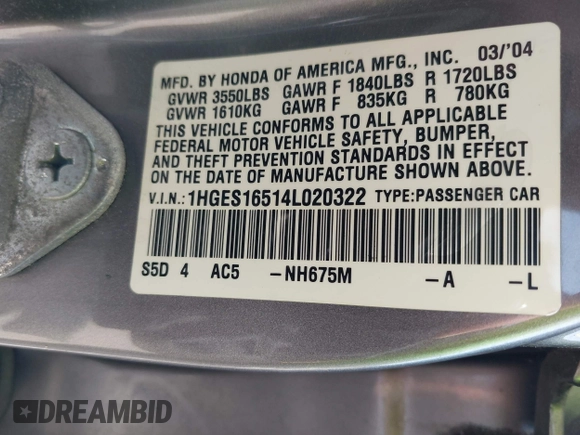 MFD. BY HONDA OF AMERICA MFG., INC. 03/'04
GVWR 3550LBS GAWR F 1840LBS R 1720LBS
GVWR 1610KG GAWR F 835KG R 780KG
THIS VEHICLE CONFORMS TO ALL APPLICABLE
FEDERAL MOTOR VEHICLE SAFETY, BUMPER,
AND THEFT PREVENTION STANDARDS IN EFFECT
ON THE DATE OF MANUFACTURE SHOWN ABOVE.
V.I.N.: 1HGES16514L020322 TYPE:PASSENGER CAR
S5D 4 AC5 -NH675M -A -L
DREAMBID